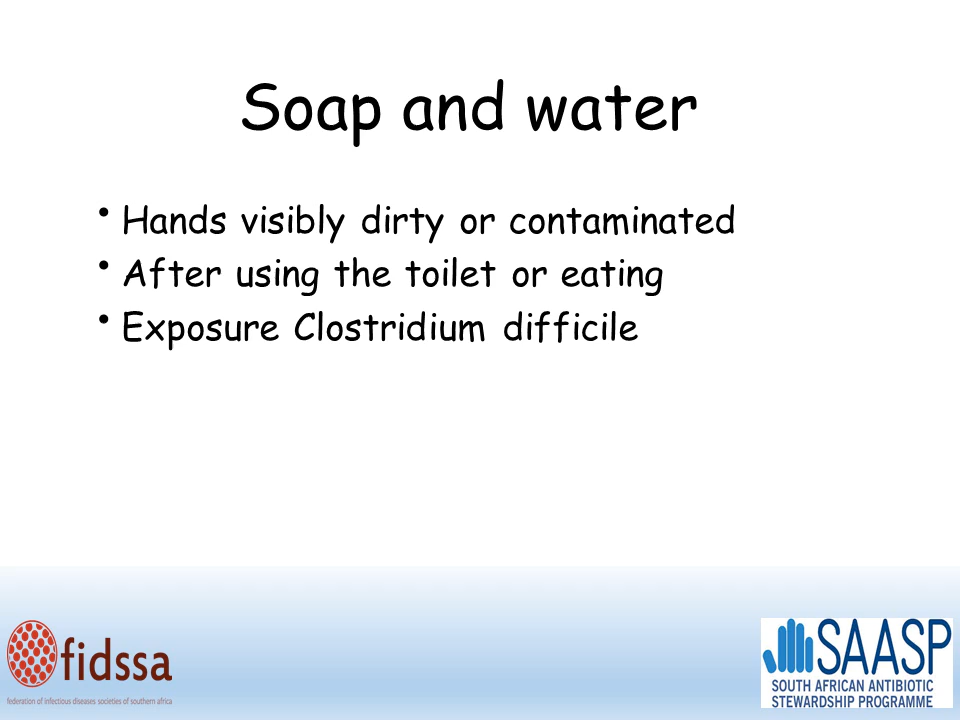 Soap and water
• Hands visibly dirty or contaminated
• After using the toilet or eating
• Exposure Clostridium difficile
fidssa
federation of infectious diseases societies of southern africa
SAASP
SOUTH AFRICAN ANTIBIOTIC
STEWARDSHIP PROGRAMME